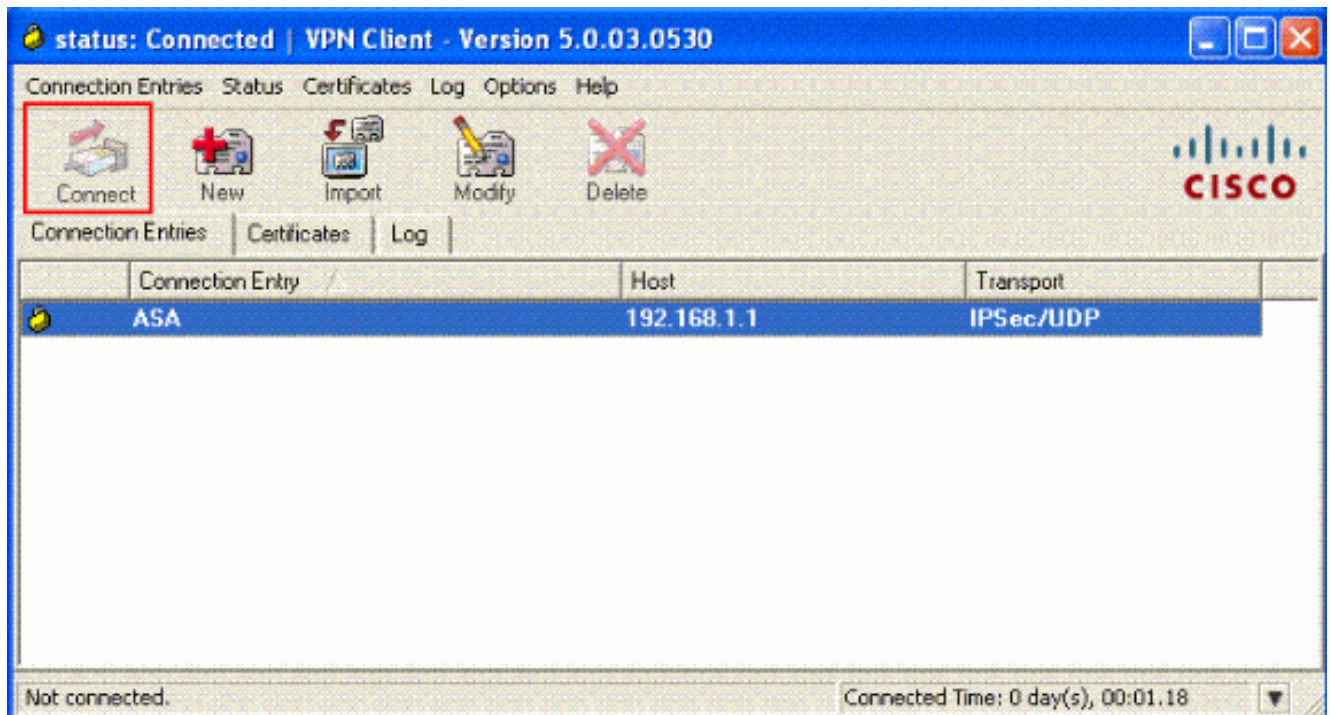 status: Connected | VPN Client - Version 5.0.03.0530
Connection Entries Status Certificates Log Options Help
Connect New Import Modify Delete
CISCO
Connection Entries Certificates Log
Connection Entry Host Transport
ASA 192.168.1.1 IPSec/UDP
Not connected. Connected Time: 0 day(s), 00:01.18